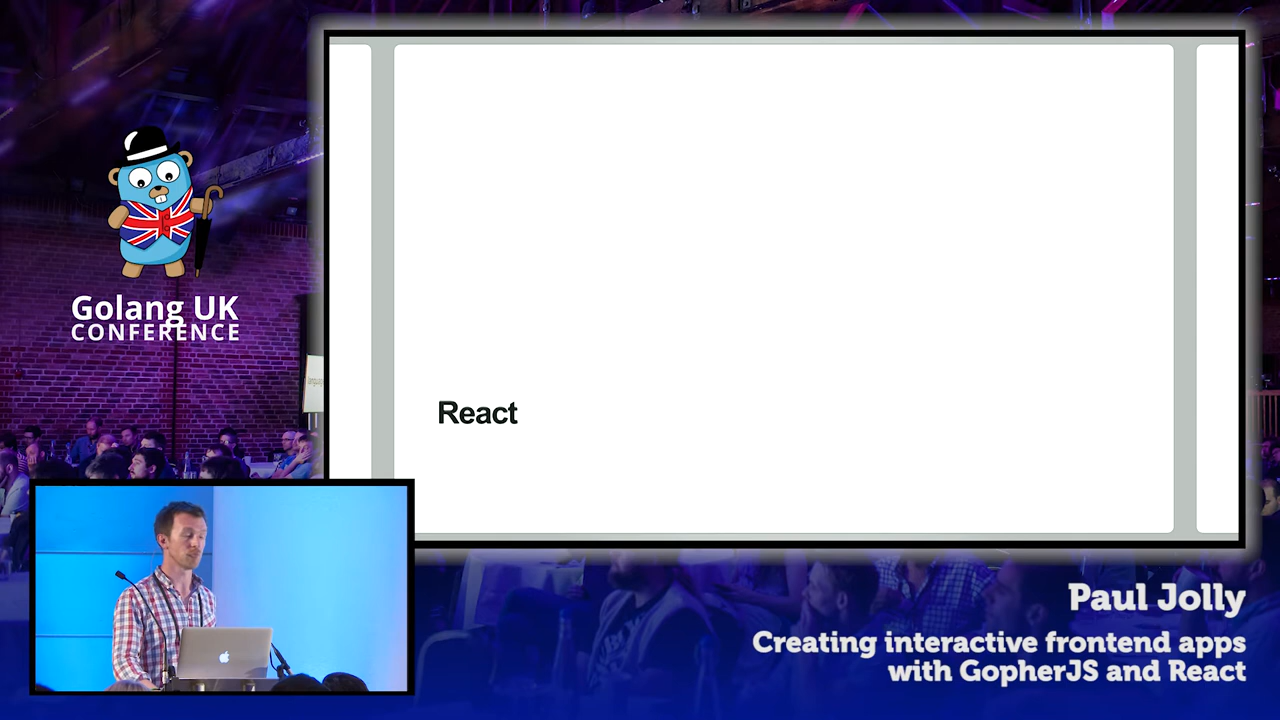 Golang UK
CONFERENCE
React
Paul Jolly
Creating interactive frontend apps
with GopherJS and React